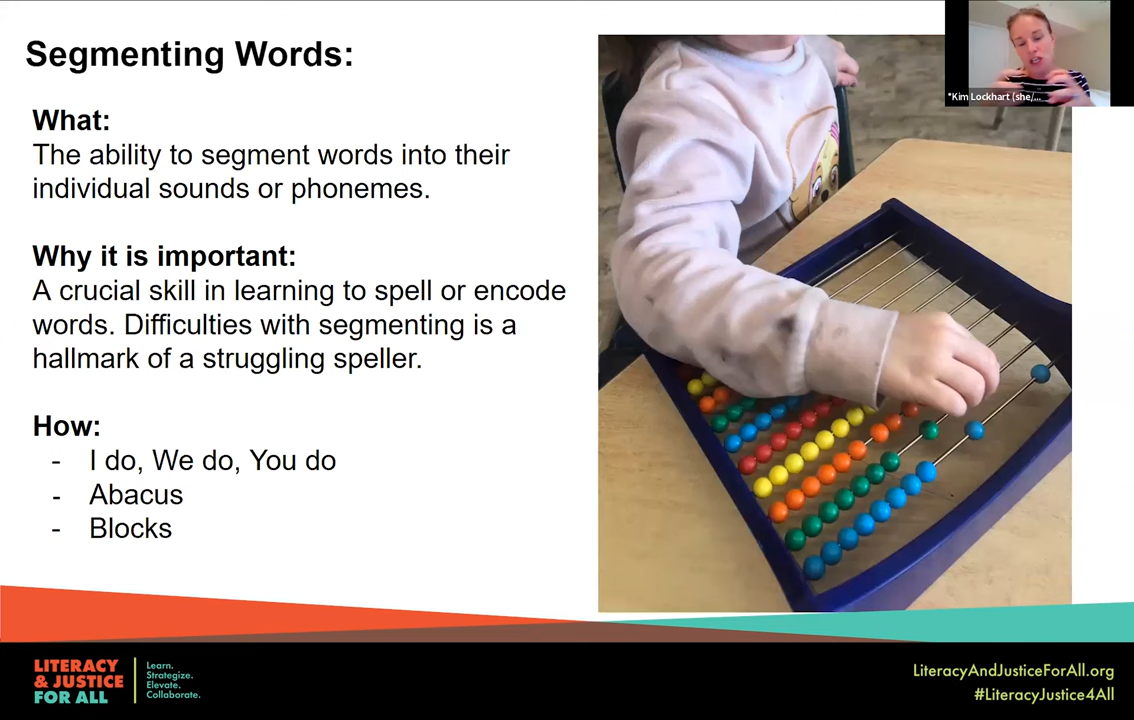 Segmenting Words:
What:
The ability to segment words into their
individual sounds or phonemes.
Why it is important:
A crucial skill in learning to spell or encode
words. Difficulties with segmenting is a
hallmark of a struggling speller.
How:
- I do, We do, You do
- Abacus
- Blocks
*Kim Lockhart (she/...
LITERACY
& JUSTICE
FOR ALL
Learn.
Strategize.
Elevate.
Collaborate.
LiteracyAndJusticeForAll.org
#LiteracyJustice4All